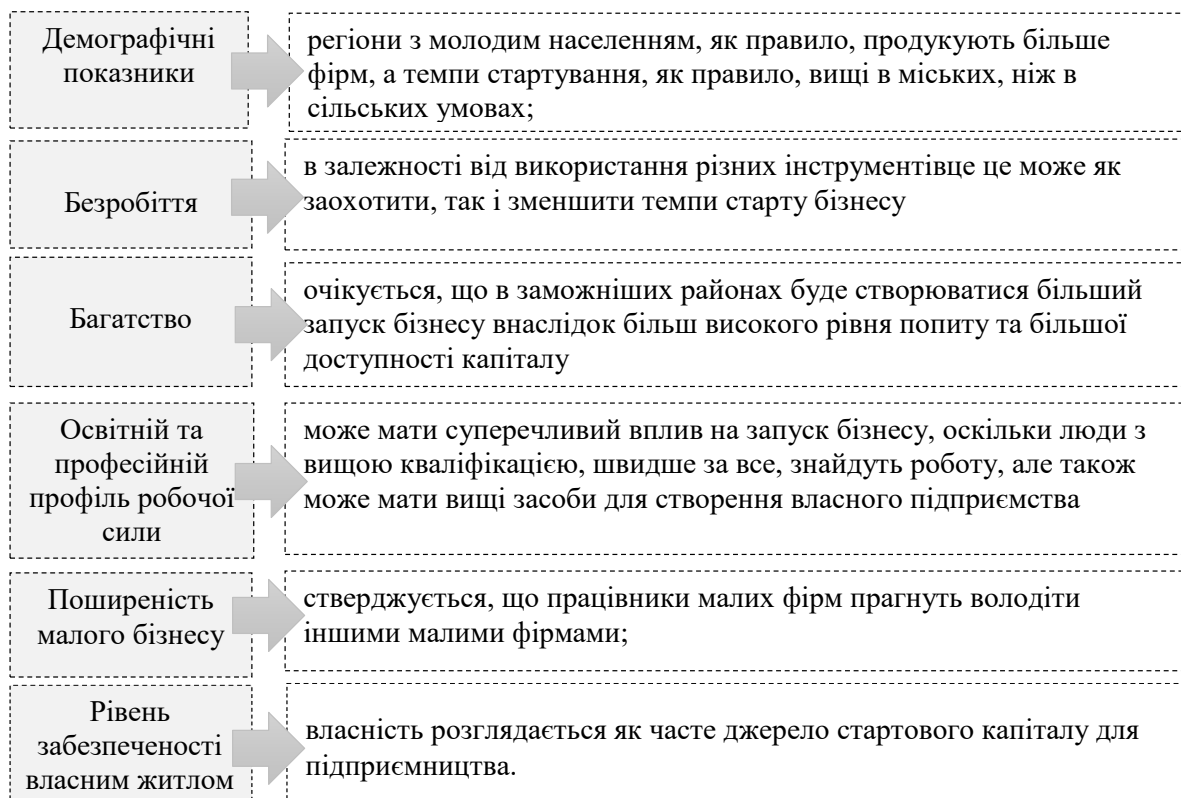 Демографічні
показники
регіони з молодим населенням, як правило, продукують більше
фірм, а темпи стартування, як правило, вищі в міських, ніж в
сільських умовах;
Безробіття
в залежності від використання різних інструментівце це може як
заохотити, так і зменшити темпи старту бізнесу
Багатство
очікується, що в заможніших районах буде створюватися більший
запуск бізнесу внаслідок більш високого рівня попиту та більшої
доступності капіталу
Освітній та
професійній
профіль робочої
сили
може мати суперечливий вплив на запуск бізнесу, оскільки люди з
вищою кваліфікацією, швидше за все, знайдуть роботу, але також
може мати вищі засоби для створення власного підприємства
Поширеність
малого бізнесу
стверджується, що працівники малих фірм прагнуть володіти
іншими малими фірмами;
Рівень
забезпеченості
власним житлом
власність розглядається як часте джерело стартового капіталу для
підприємництва.